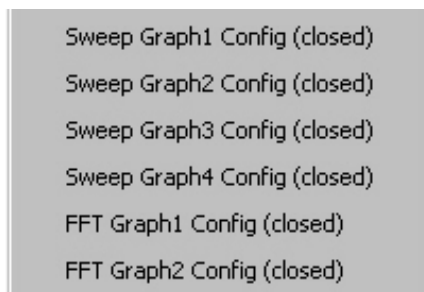 Sweep Graph1 Config (closed)
Sweep Graph2 Config (closed)
Sweep Graph3 Config (closed)
Sweep Graph4 Config (closed)
FFT Graph1 Config (closed)
FFT Graph2 Config (closed)